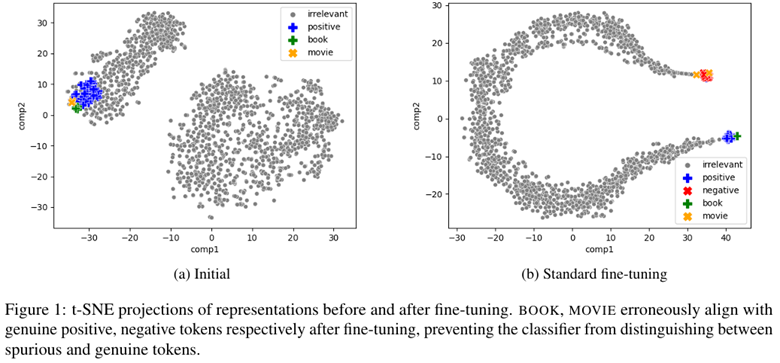 30
20
10
0
−10
−20
−30
comp2
−30
−20
−10
0
10
20
30
comp1
irrelevant
positive
book
movie
30
20
10
0
−10
−20
comp2
−30
−20
−10
0
10
20
30
40
comp1
irrelevant
positive
negative
book
movie
(a) Initial
(b) Standard fine-tuning
Figure 1: t-SNE projections of representations before and after fine-tuning. BOOK, MOVIE erroneously align with
genuine positive, negative tokens respectively after fine-tuning, preventing the classifier from distinguishing between
spurious and genuine tokens.